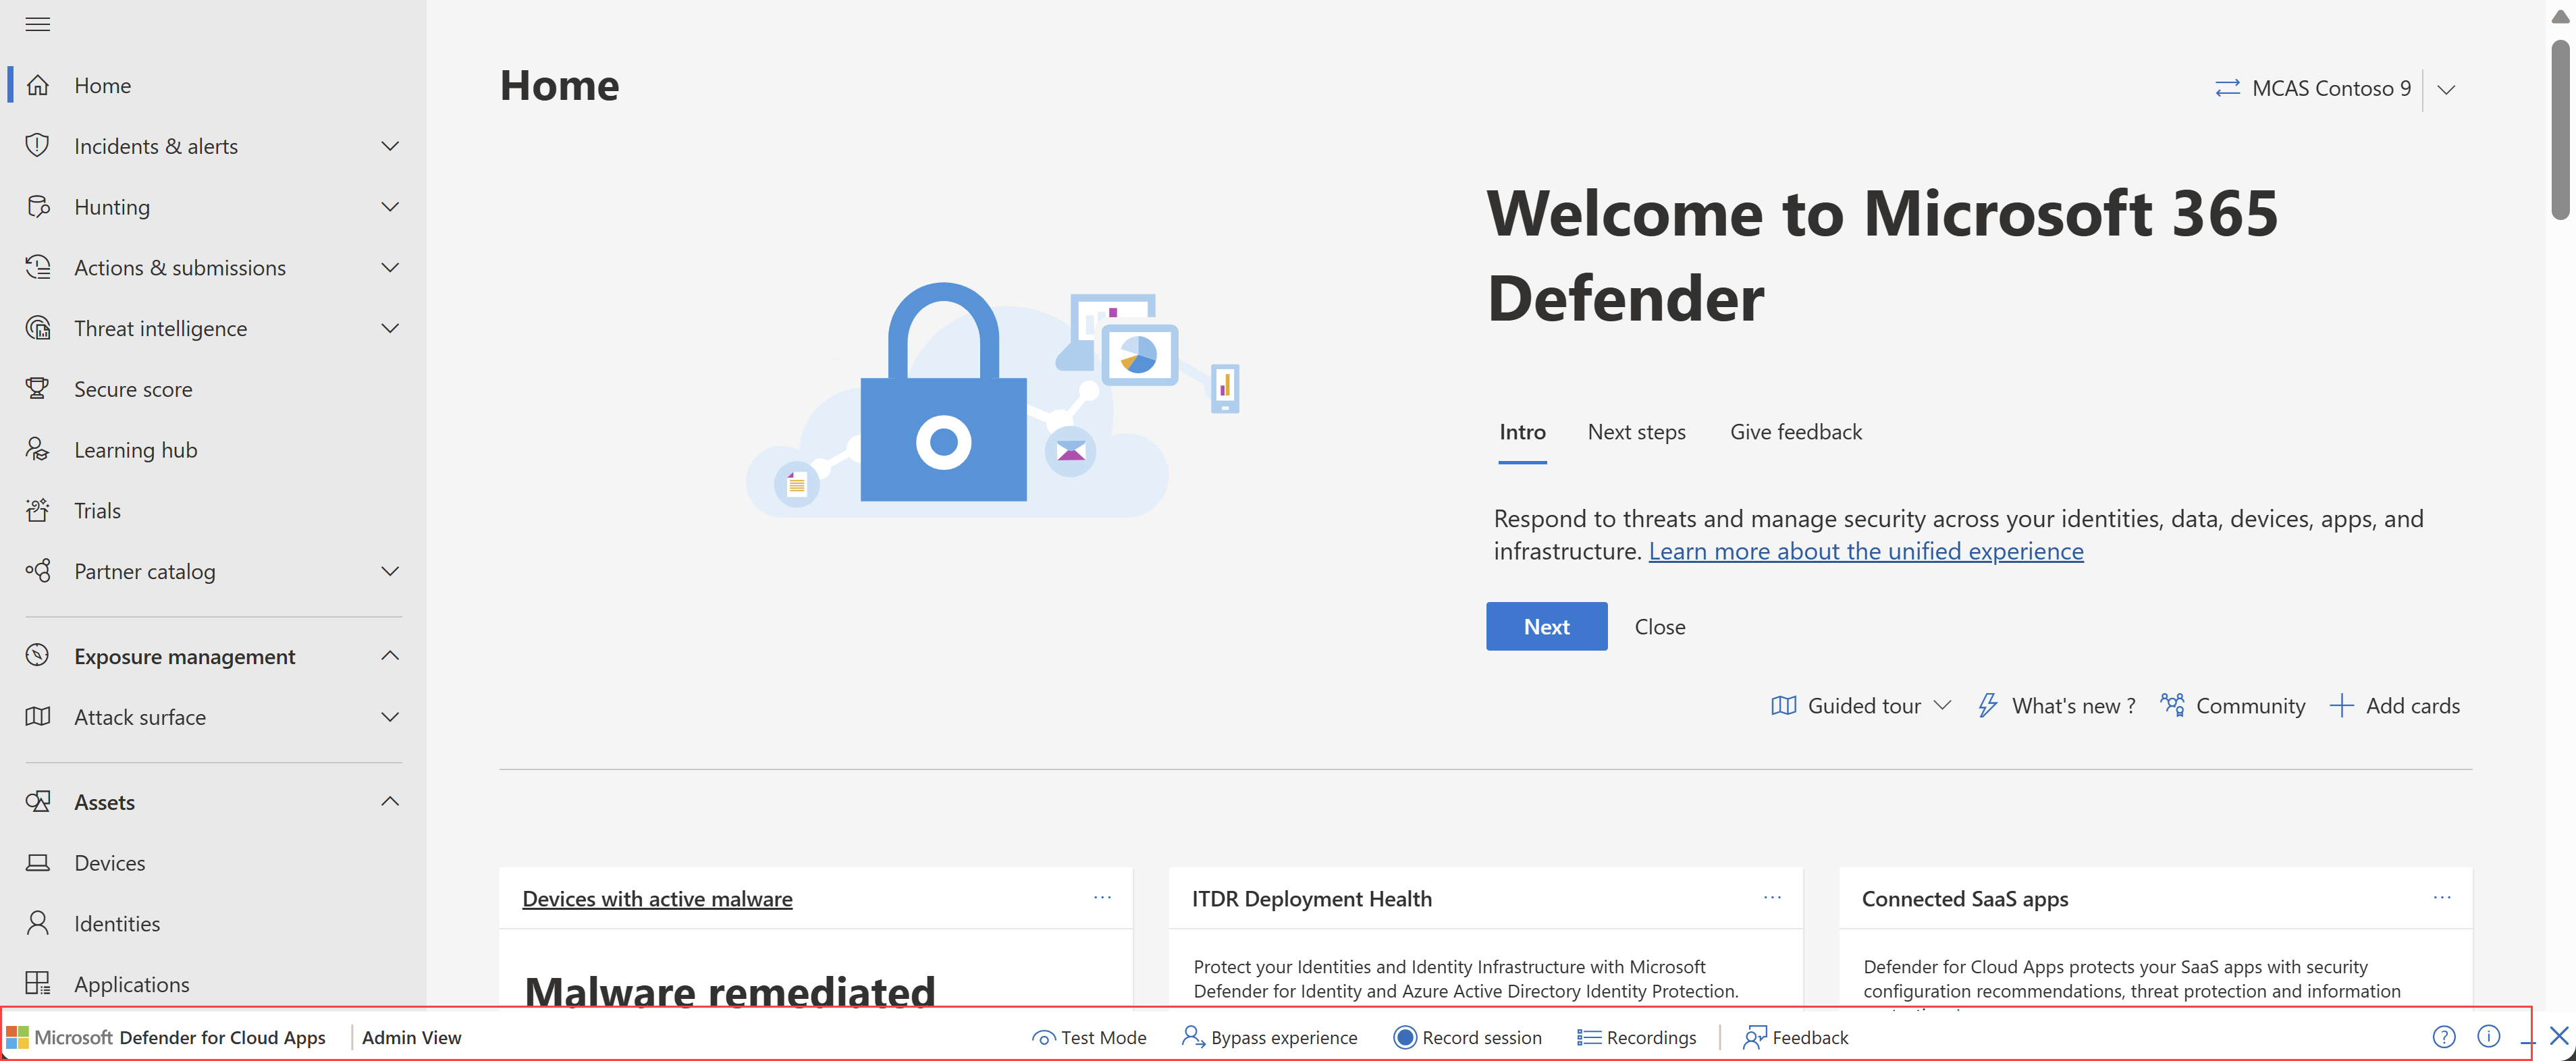 Home
Incidents & alerts
Hunting
Actions & submissions
Threat intelligence
Secure score
Learning hub
Trials
Partner catalog
Exposure management
Attack surface
Assets
Devices
Identities
Applications
Home
MCAS Contoso 9
Welcome to Microsoft 365
Defender
Intro Next steps Give feedback
Respond to threats and manage security across your identities, data, devices, apps, and
infrastructure. Learn more about the unified experience
Next Close
Guided tour What's new ? Community Add cards
Devices with active malware
Malware remediated
ITDR Deployment Health
Protect your Identities and Identity Infrastructure with Microsoft
Defender for Identity and Azure Active Directory Identity Protection.
Connected SaaS apps
Defender for Cloud Apps protects your SaaS apps with security
configuration recommendations, threat protection and information
Microsoft Defender for Cloud Apps Admin View Test Mode Bypass experience Record session Recordings Feedback